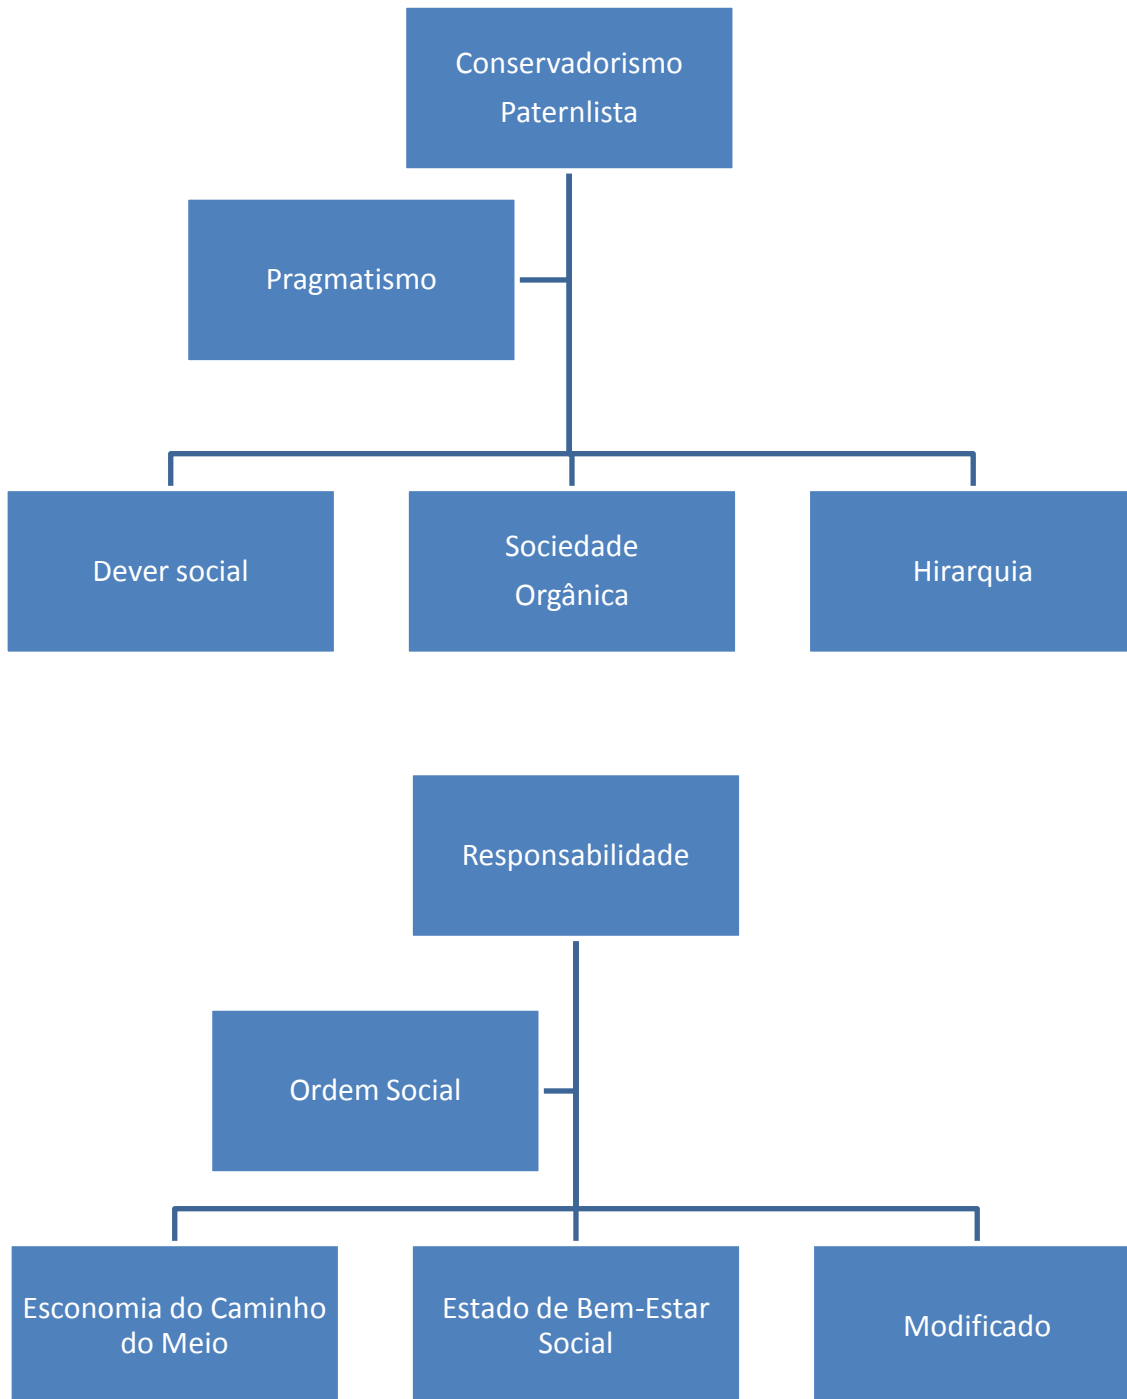 Conservadorismo
Paternlista
Pragmatismo
Dever social
Sociedade
Orgânica
Hirarquia
Responsabilidade
Ordem Social
Esconomia do Caminho
do Meio
Estado de Bem-Estar
Social
Modificado